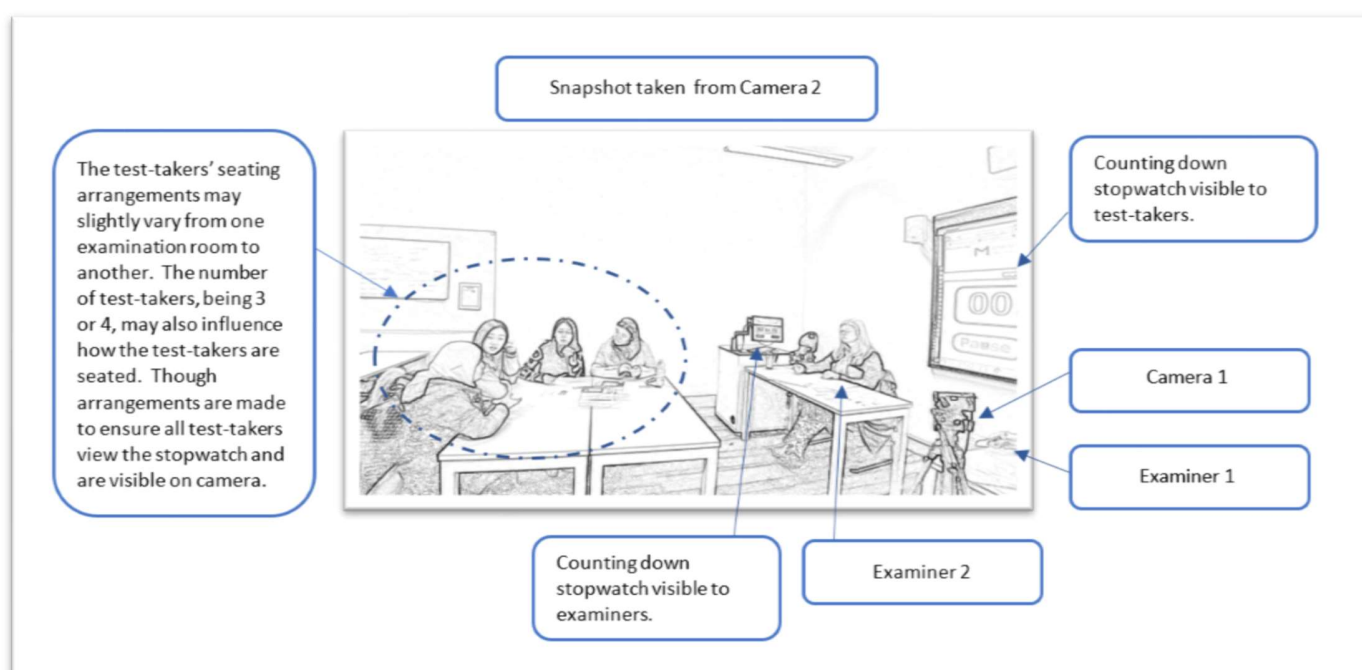 Snapshot taken from Camera 2
The test-takers' seating
arrangements may
slightly vary from one
examination room to
another. The number
of test-takers, being 3
or 4, may also influence
how the test-takers are
seated. Though
arrangements are made
to ensure all test-takers
view the stopwatch and
are visible on camera.
Counting down
stopwatch visible to
test-takers.
M
00
Pause
Camera 1
Examiner 1
Counting down
stopwatch visible to
examiners.
Examiner 2